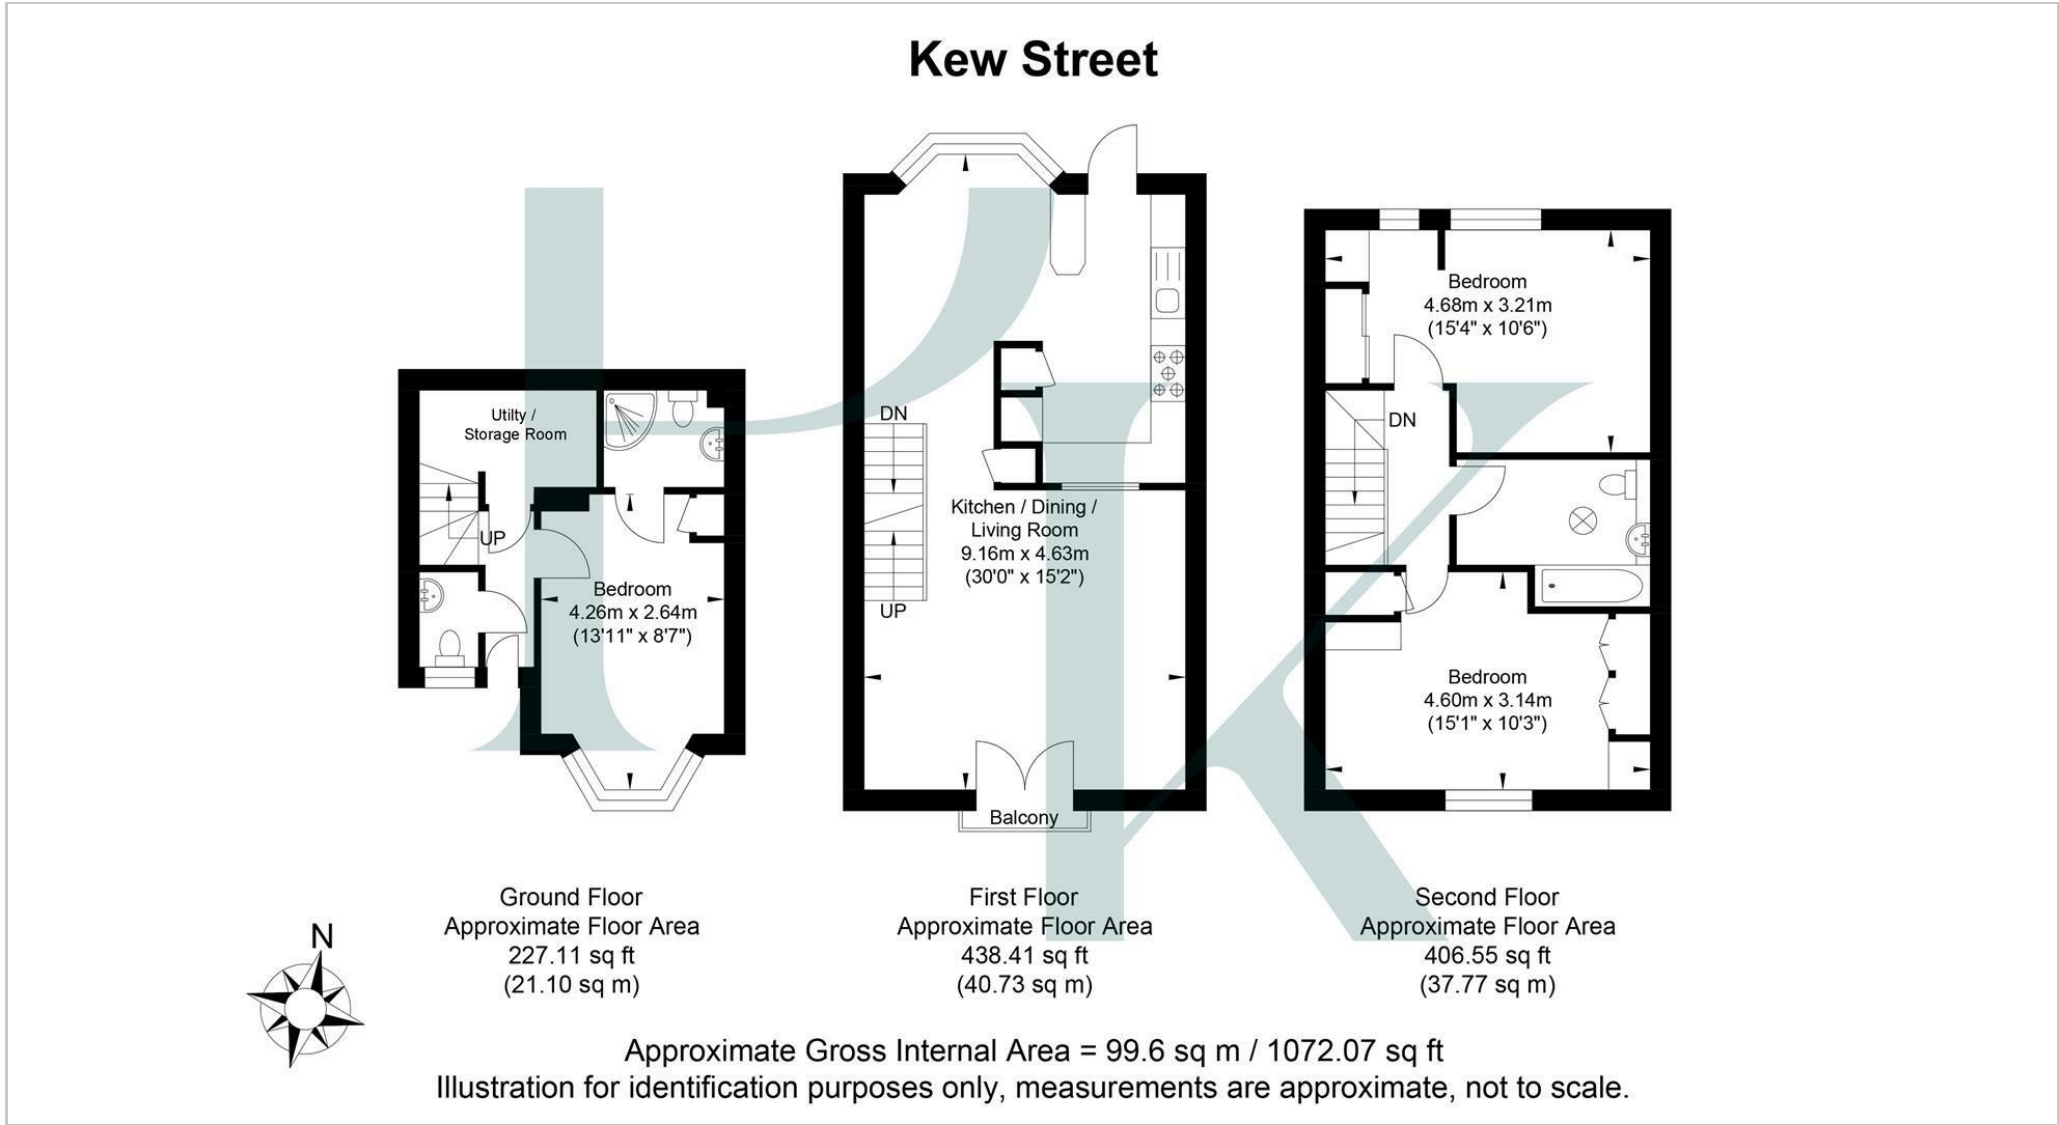 Kew Street
Utilty /
Storage Room
UP
Bedroom
4.26m x 2.64m
(13'11" x 8'7")
DN
Kitchen / Dining /
Living Room
9.16m x 4.63m
(30'0" x 15'2")
UP
Balcony
Bedroom
4.68m x 3.21m
(15'4" x 10'6")
DN
Bedroom
4.60m x 3.14m
(15'1" x 10'3")
Ground Floor
Approximate Floor Area
227.11 sq ft
(21.10 sq m)
First Floor
Approximate Floor Area
438.41 sq ft
(40.73 sq m)
Second Floor
Approximate Floor Area
406.55 sq ft
(37.77 sq m)
N
Approximate Gross Internal Area = 99.6 sq m / 1072.07 sq ft
Illustration for identification purposes only, measurements are approximate, not to scale.